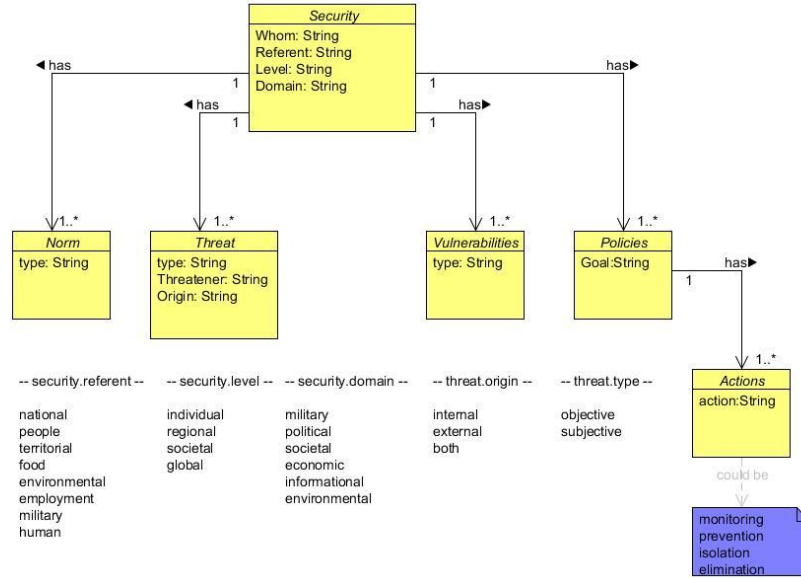 Security
Whom: String
Referent: String
Level: String
Domain: String
◀ has
1
has▶
1
◀ has
1
has▶
1
1..*
1..*
1..*
1..*
Norm
type: String
Threat
type: String
Threatener: String
Origin: String
Vulnerabilities
type: String
Policies
Goal:String
has▶
1
1..*
Actions
action:String
could be
monitoring
prevention
isolation
elimination
-- security.referent --
national
people
territorial
food
environmental
employment
military
human
-- security.level --
individual
regional
societal
global
-- security.domain --
military
political
societal
economic
informational
environmental
-- threat.origin --
internal
external
both
-- threat.type --
objective
subjective